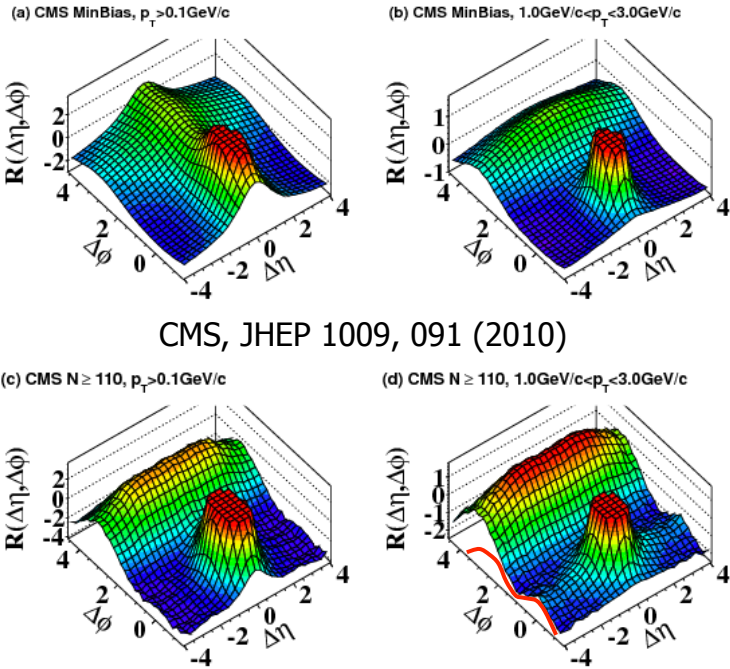 (a) CMS MinBias, p_T>0.1GeV/c
R(Δη,Δφ)
2
0
-2
4
2
0
Δφ
-4
-2
0
2
4
Δη
(b) CMS MinBias, 1.0GeV/c<p_T<3.0GeV/c
R(Δη,Δφ)
1
0
-1
4
2
0
Δφ
-4
-2
0
2
4
Δη
CMS, JHEP 1009, 091 (2010)
(c) CMS N ≥ 110, p_T>0.1GeV/c
R(Δη,Δφ)
2
0
-2
-4
4
2
0
Δφ
-4
-2
0
2
4
Δη
(d) CMS N ≥ 110, 1.0GeV/c<p_T<3.0GeV/c
R(Δη,Δφ)
1
0
-1
-2
4
2
0
Δφ
-4
-2
0
2
4
Δη